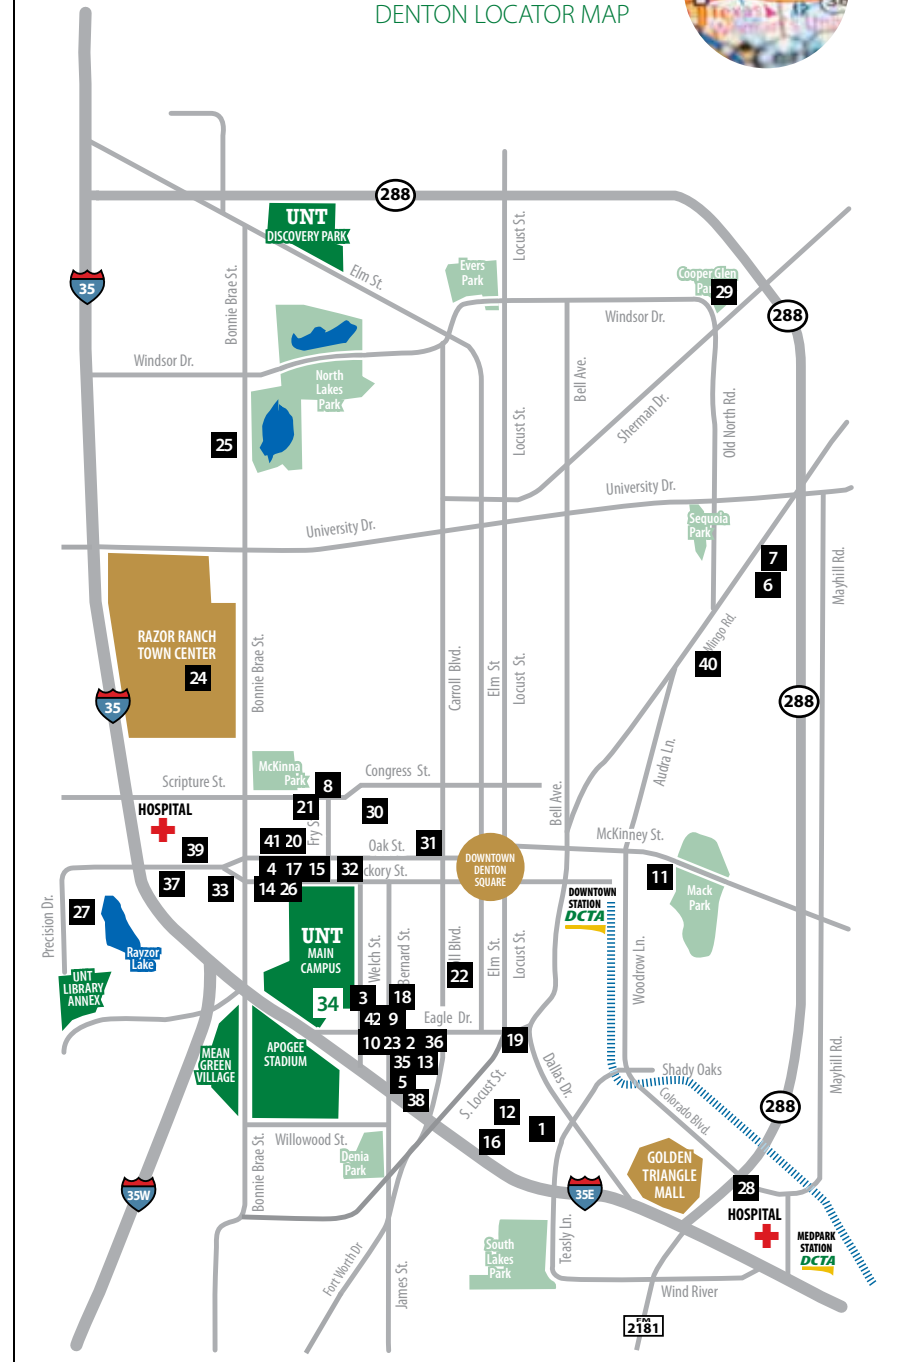 DENTON LOCATOR MAP
Texas
288
UNT
DISCOVERY PARK
Locust St.
Elm St.
Evers
Park
Cooper Glen
29
35
Bonnie Brae St.
288
Windsor Dr.
Windsor Dr.
North
Lakes
Park
Bell Ave.
Sherman Dr.
Old North Rd.
Locust St.
25
University Dr.
University Dr.
Sequoia
Park
7
6
Mayhill Rd.
RAZOR RANCH
TOWN CENTER
24
Bonnie Brae St.
Carroll Blvd.
Elm St
Locust St.
Mingo Rd.
40
35
288
Audra Ln.
McKinna
Park
Scripture St.
8
Congress St.
21
30
Fry S
Bell Ave.
HOSPITAL
39
41 20
Oak St.
31
McKinney St.
4 17 15 32
ckory St.
DOWNTOWN
DENTON
SQUARE
37
33
14 26
11
Mack
Park
DOWNTOWN
STATION
DCTA
27
Precision Dr.
Rayzor
Lake
UNT
MAIN
CAMPUS
Welch St.
Bernard St.
ll Blvd.
Elm St.
Locust St.
Woodrow Ln.
22
UNT
LIBRARY
ANNEX
34
3
18
42 9
Eagle Dr.
10 23 2 36
19
35 13
5
38
MEAN
GREEN
VILLAGE
APOGEE
STADIUM
Dallas Dr.
Shady Oaks
Mayhill Rd.
S. Locust St.
Colorado Blvd.
288
12
1
16
Willowood St.
Denia
Park
Bonnie Brae St.
GOLDEN
TRIANGLE
MALL
35W
35E
28
HOSPITAL
MEDPARK
STATION
DCTA
South
Lakes
Park
Teasly Ln.
Fort Worth Dr
James St.
Wind River
FM
2181